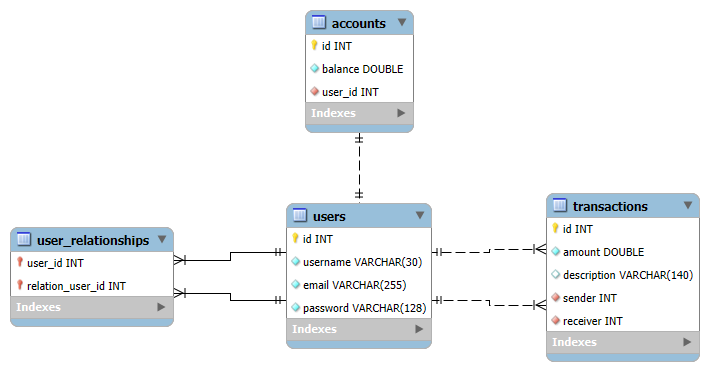 accounts
id INT
balance DOUBLE
user_id INT
Indexes
users
id INT
username VARCHAR(30)
email VARCHAR(255)
password VARCHAR(128)
Indexes
user_relationships
user_id INT
relation_user_id INT
Indexes
transactions
id INT
amount DOUBLE
description VARCHAR(140)
sender INT
receiver INT
Indexes